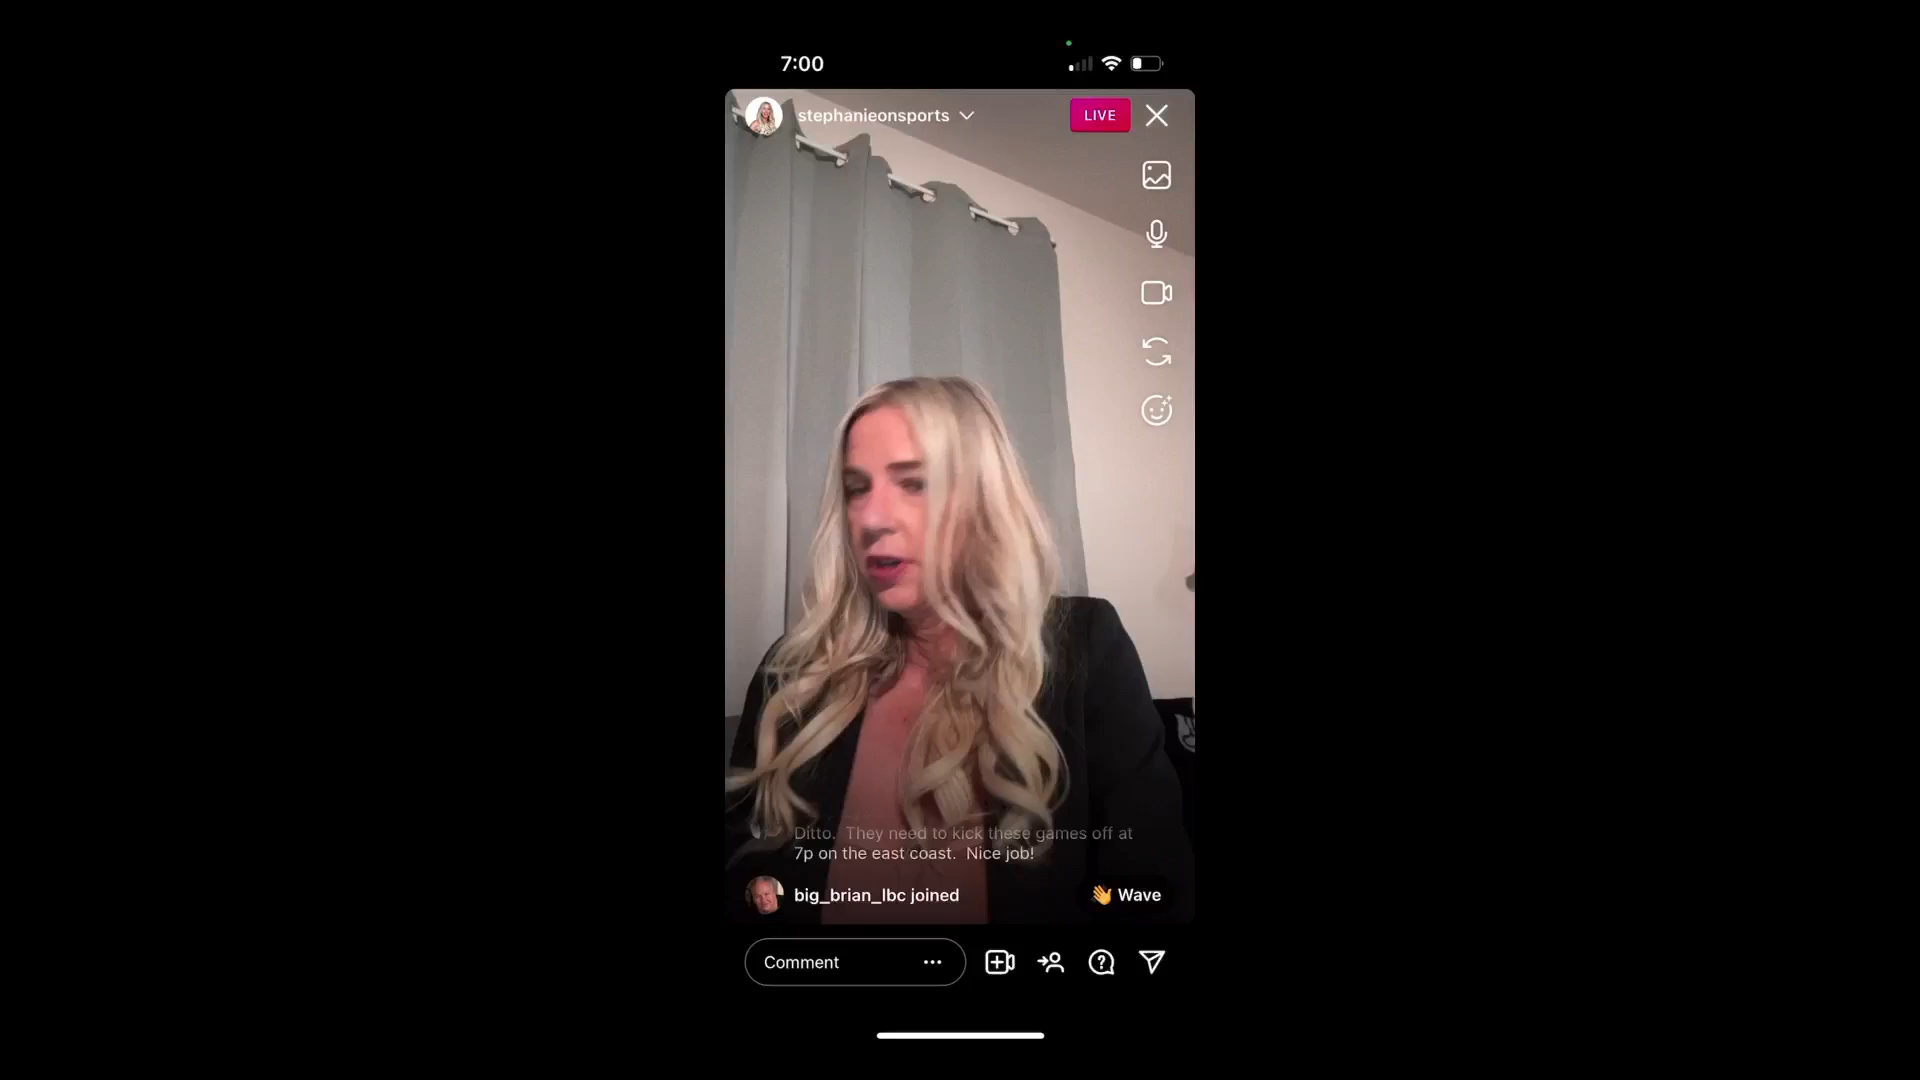 7:00
stephanieonsports
LIVE
Ditto.  They need to kick these games off at
7p on the east coast.  Nice job!
big_brian_lbc joined
👋 Wave
Comment